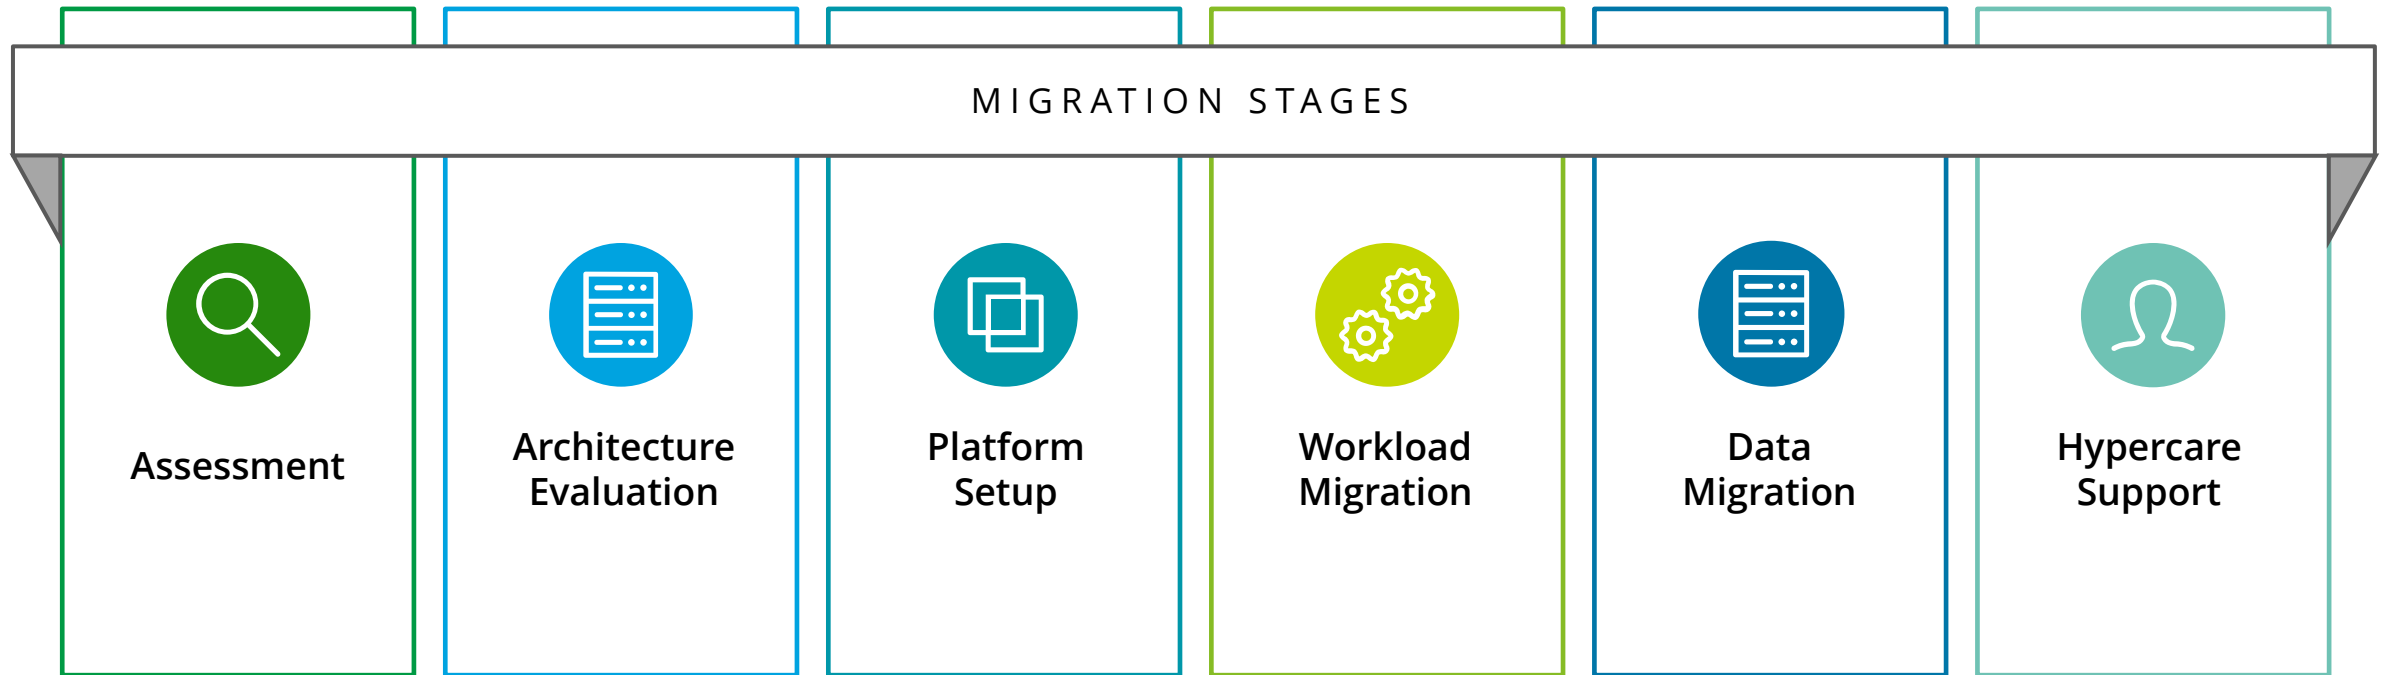 MIGRATION STAGES
Assessment
Architecture
Evaluation
Platform
Setup
Workload
Migration
Data
Migration
Hypercare
Support